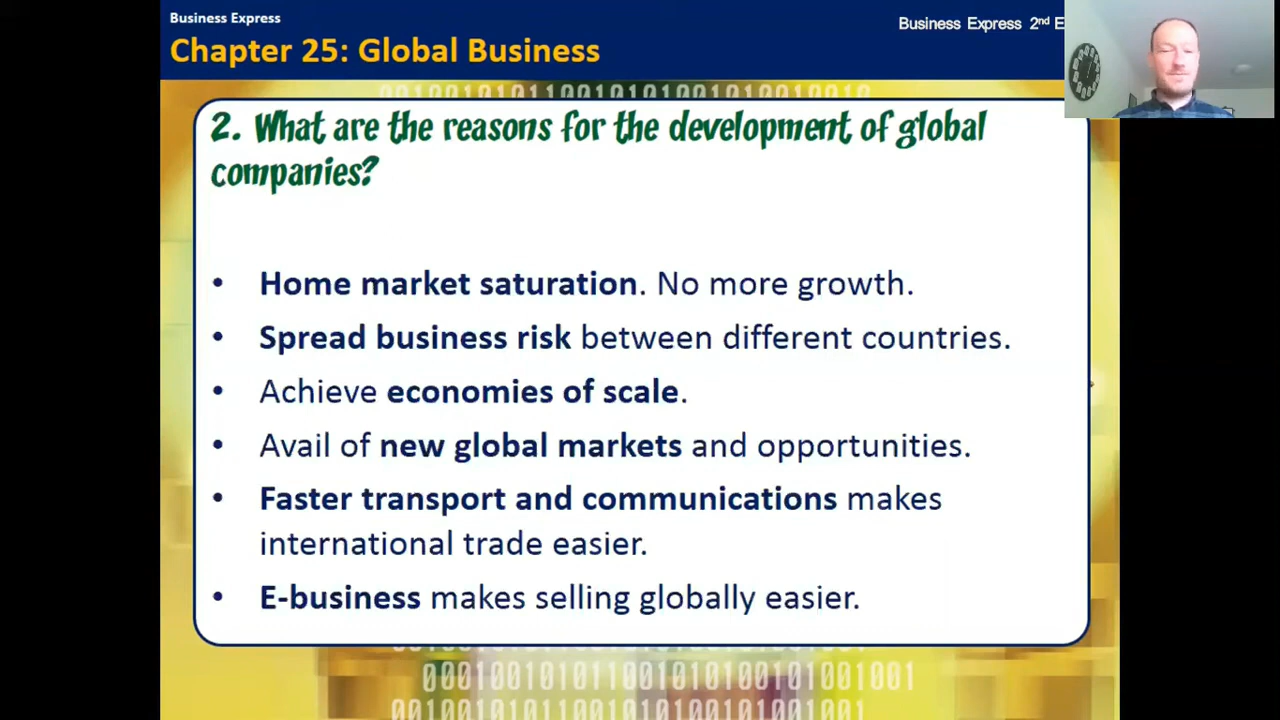 Business Express
Business Express 2nd E
Chapter 25: Global Business
2. What are the reasons for the development of global
companies?
• Home market saturation. No more growth.
• Spread business risk between different countries.
• Achieve economies of scale.
• Avail of new global markets and opportunities.
• Faster transport and communications makes
international trade easier.
• E-business makes selling globally easier.